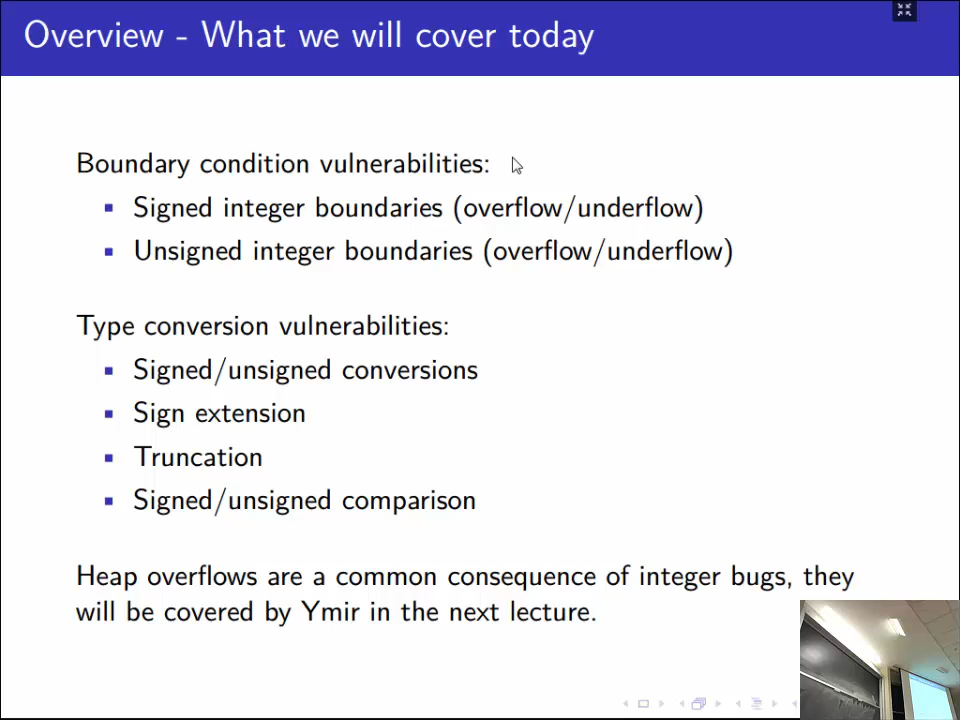 Overview - What we will cover today
Boundary condition vulnerabilities:
Signed integer boundaries (overflow/underflow)
Unsigned integer boundaries (overflow/underflow)
Type conversion vulnerabilities:
Signed/unsigned conversions
Sign extension
Truncation
Signed/unsigned comparison
Heap overflows are a common consequence of integer bugs, they
will be covered by Ymir in the next lecture.